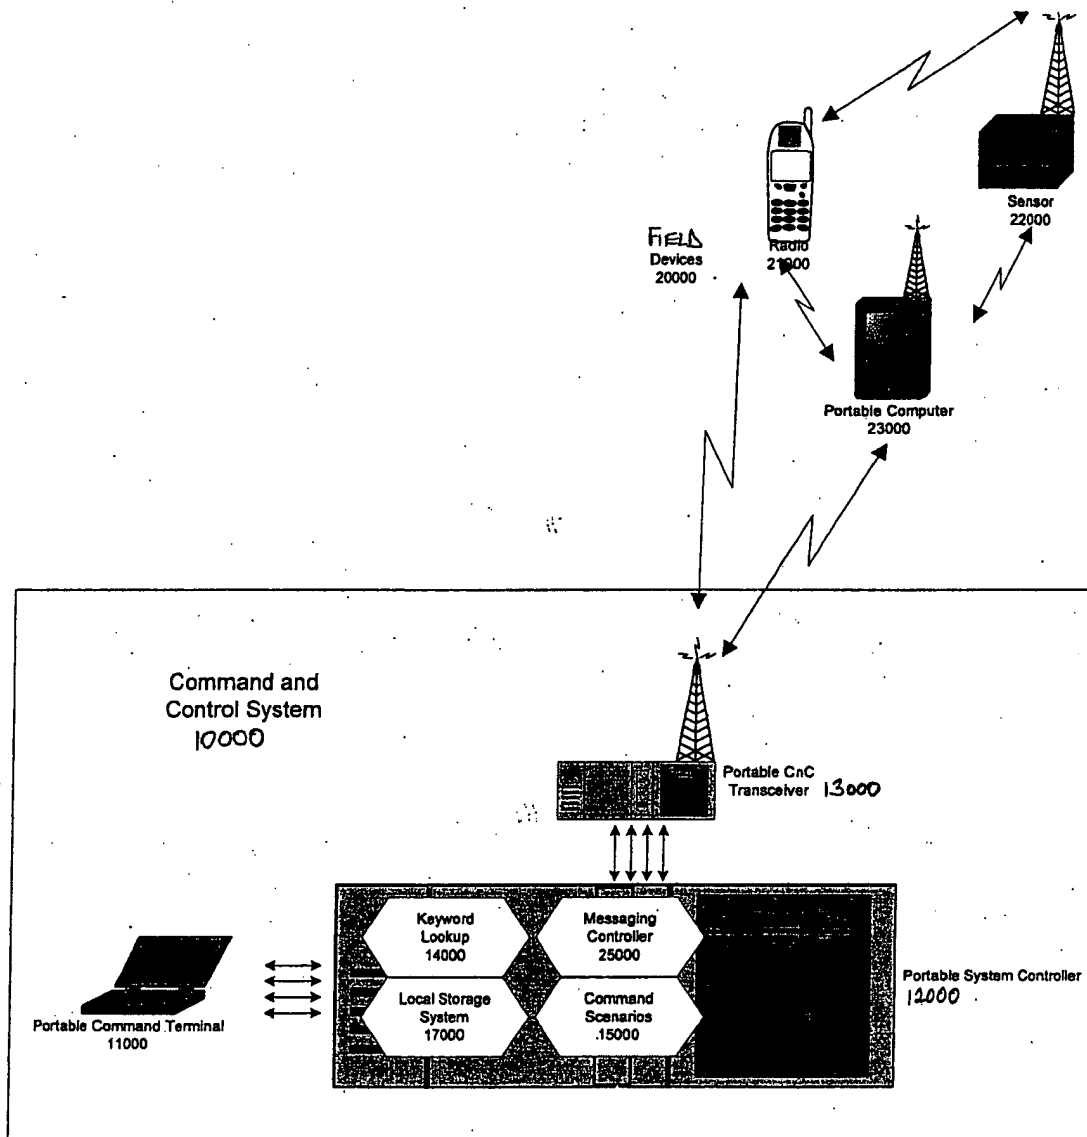 Sensor
22000
Radio
21000
FIELD
Devices
20000
Portable Computer
23000
Command and
Control System
10000
Portable CnC
Transceiver 13000
Keyword
Lookup
14000
Messaging
Controller
25000
Local Storage
System
17000
Command
Scenarios
15000
Portable System Controller
12000
Portable Command Terminal
11000